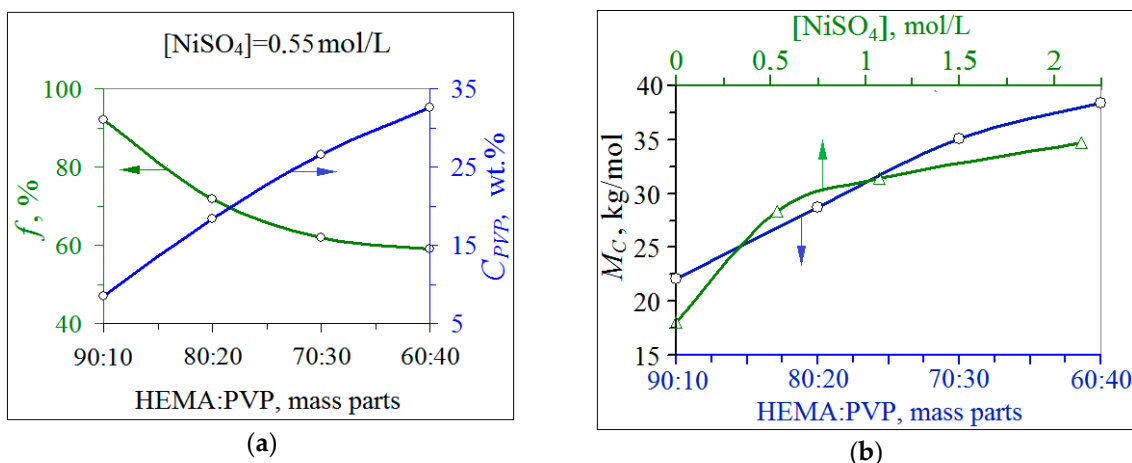 [NiSO₄]=0.55 mol/L
100
80
60
40
f, %
35
25
15
5
C_PVP, wt.%
90:10 80:20 70:30 60:40
HEMA:PVP, mass parts
(a)
[NiSO₄], mol/L
0 0.5 1 1.5 2
40
35
30
25
20
15
M_C, kg/mol
90:10 80:20 70:30 60:40
HEMA:PVP, mass parts
(b)